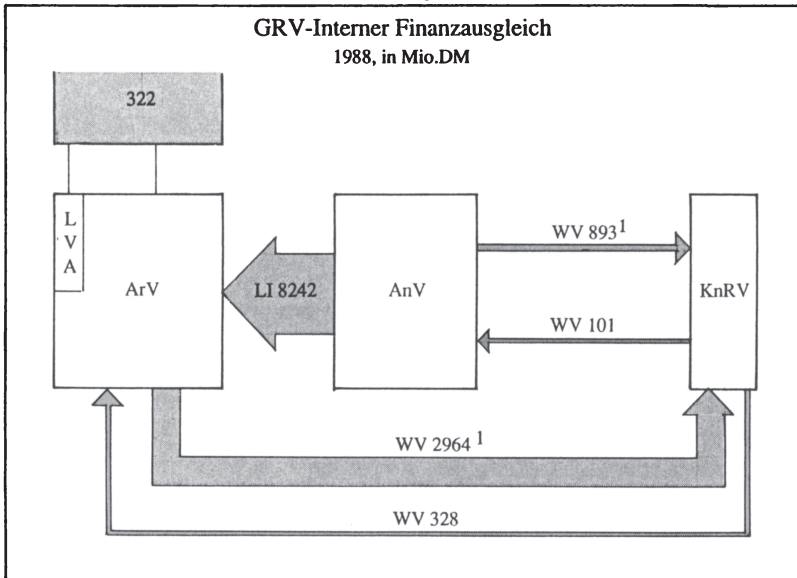 GRV-Interner Finanzausgleich
1988, in Mio.DM
322
L
V
A
ArV
LI 8242
AnV
WV 893¹
WV 101
KnRV
WV 2964 ¹
WV 328